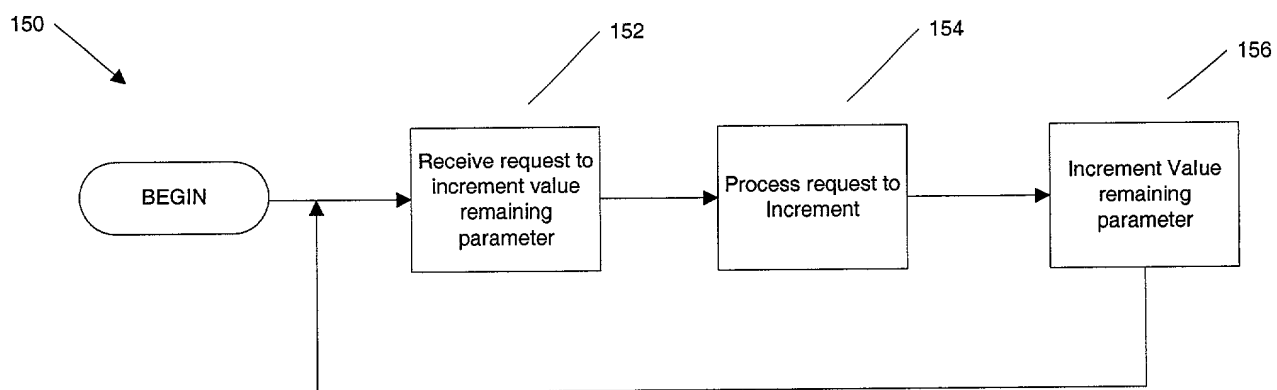 150
152
154
156
BEGIN
Receive request to
increment value
remaining
parameter
Process request to
Increment
Increment Value
remaining
parameter